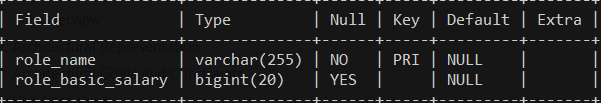 | Field | Type | Null | Key | Default | Extra |
| role_name | varchar(255) | NO | PRI | NULL | |
| role_basic_salary | bigint(20) | YES | | NULL | |